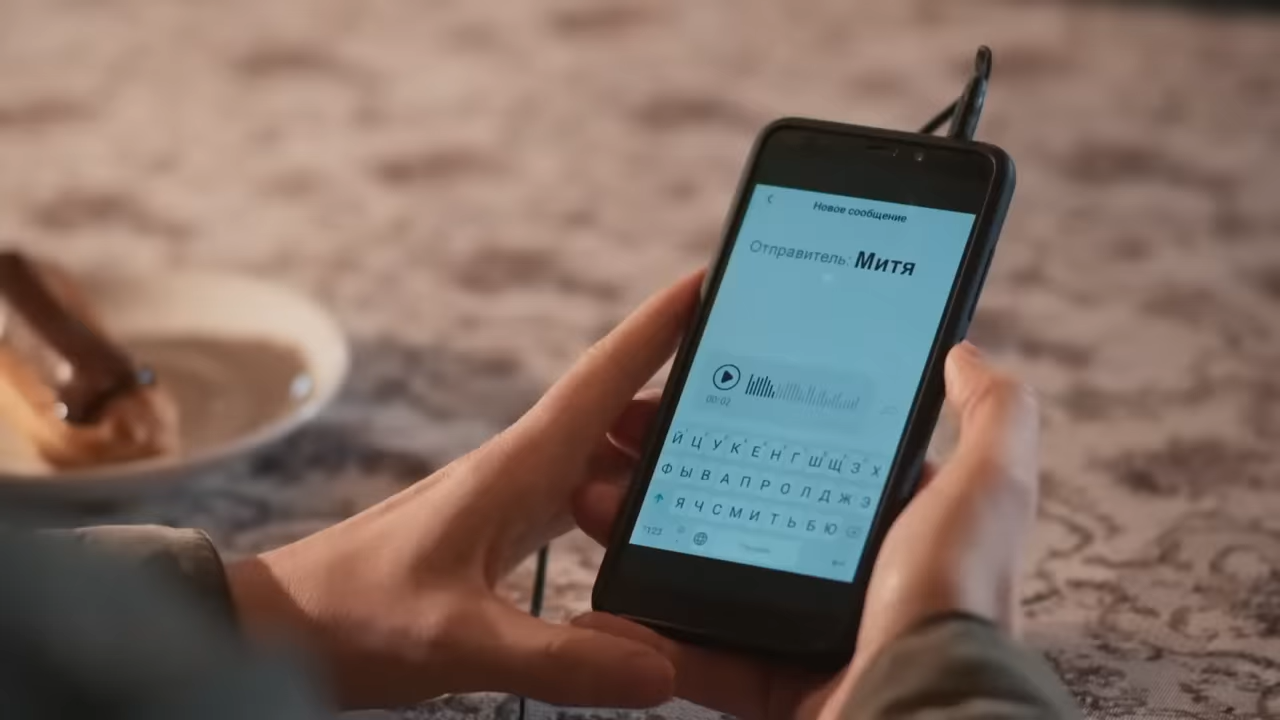 Новое сообщение
Отправитель: Митя
00:02
Й Ц У К Е Н Г Ш Щ З Х
Ф Ы В А П Р О Л Д Ж Э
Я Ч С М И Т Ь Б Ю
?123